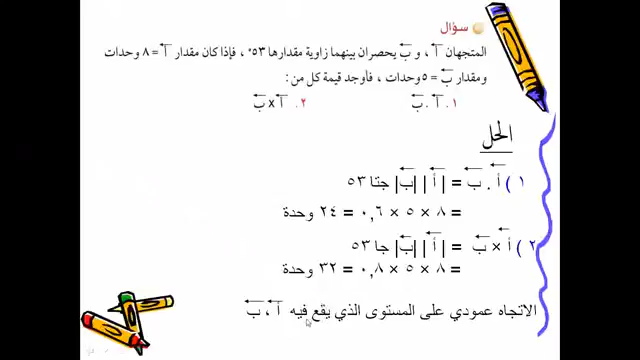 سؤال
المتجهان أ ، و ب يحصران بينهما زاوية مقدارها ٥٣°، فإذا كان مقدار أ = ٨ وحدات
ومقدار ب = ٥ وحدات ، فأوجد قيمة كل من :
١. أ . ب ٢. أ × ب
الحل
١ ) أ . ب = |أ| |ب| جتا ٥٣
= ٨ × ٥ × ٠,٦ = ٢٤ وحدة
٢ ) أ × ب = |أ| |ب| جا ٥٣
= ٨ × ٥ × ٠,٨ = ٣٢ وحدة
الاتجاه عمودي على المستوى الذي يقع فيه أ ، ب